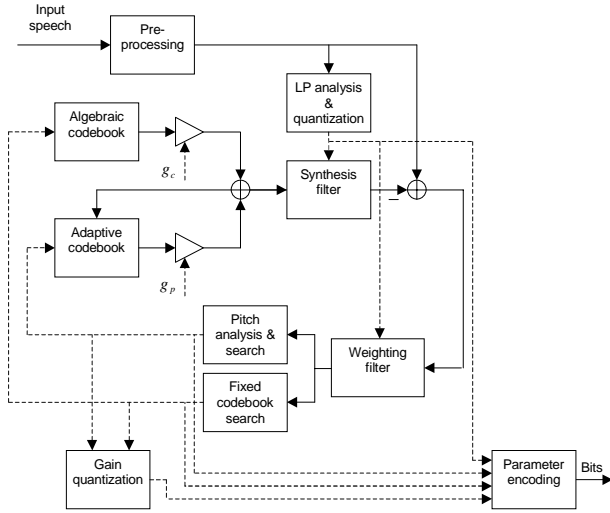 Input
speech
Pre-
processing
LP analysis
&
quantization
Algebraic
codebook
g_c
Synthesis
filter
–
Adaptive
codebook
g_p
Pitch
analysis &
search
Weighting
filter
Fixed
codebook
search
Gain
quantization
Parameter
encoding
Bits